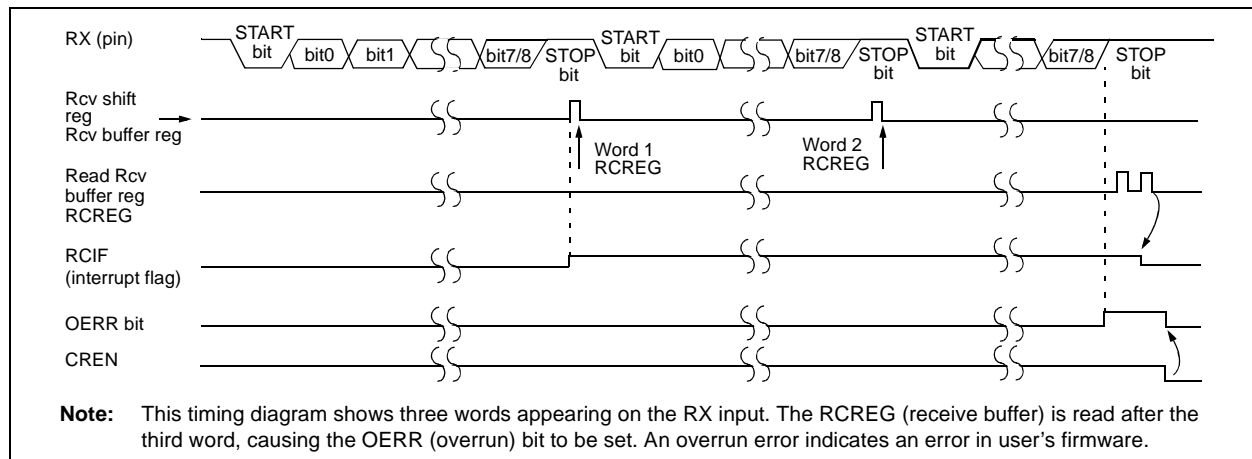 RX (pin)
START
bit
bit0
bit1
bit7/8
STOP
bit
START
bit
bit0
bit7/8
STOP
bit
START
bit
bit7/8
STOP
bit
Rcv shift
reg
Rcv buffer reg
Word 1
RCREG
Word 2
RCREG
Read Rcv
buffer reg
RCREG
RCIF
(interrupt flag)
OERR bit
CREN
Note: This timing diagram shows three words appearing on the RX input. The RCREG (receive buffer) is read after the
third word, causing the OERR (overrun) bit to be set. An overrun error indicates an error in user's firmware.